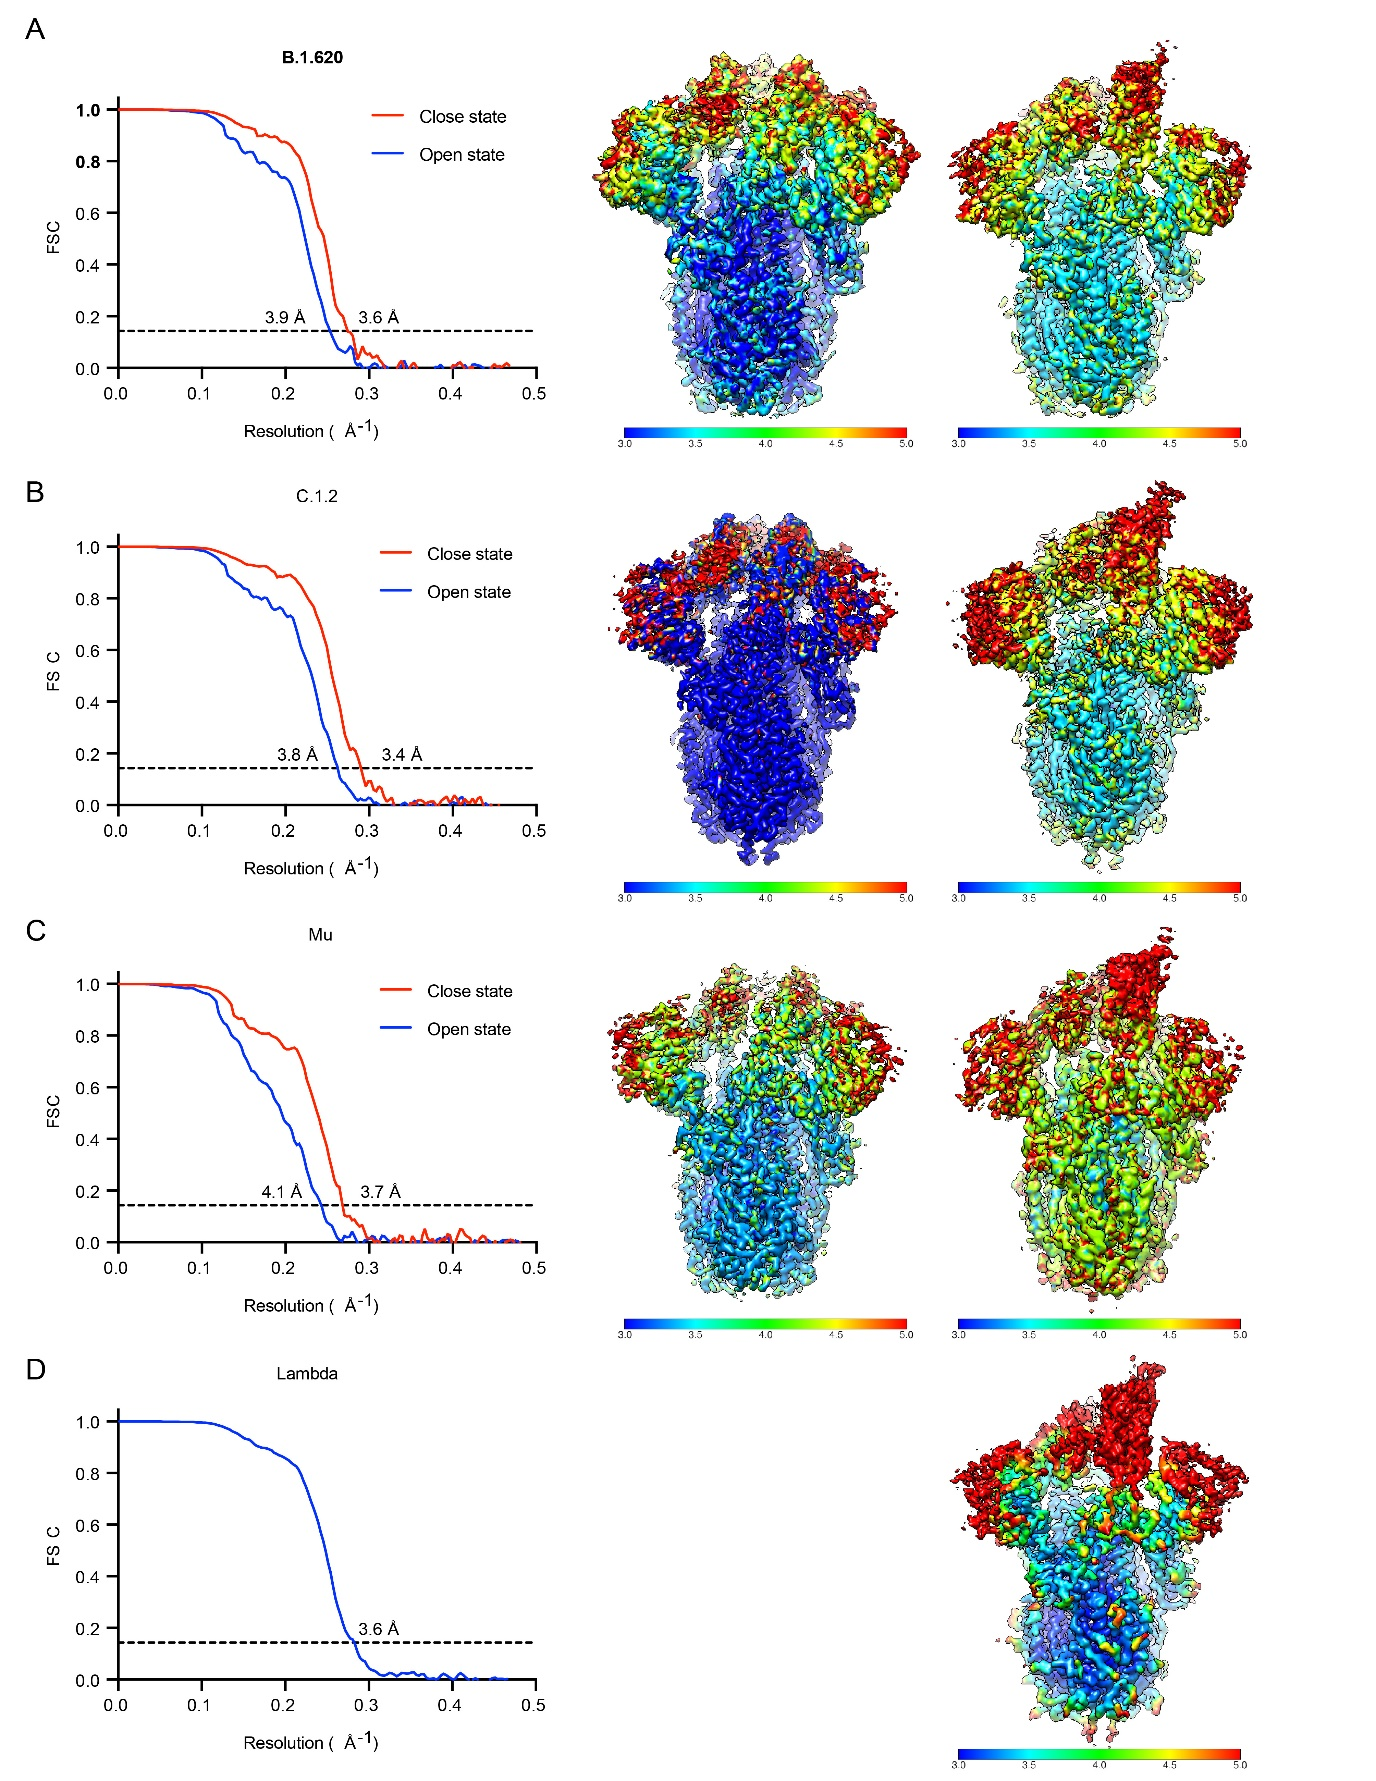 A
B.1.620
Close state
Open state
1.0
0.8
0.6
0.4
0.2
0.0
FSC
3.9 Å
3.6 Å
0.0 0.1 0.2 0.3 0.4 0.5
Resolution ( Å-1)
3.0 3.5 4.0 4.5 5.0
3.0 3.5 4.0 4.5 5.0
B
C.1.2
Close state
Open state
1.0
0.8
0.6
0.4
0.2
0.0
FS C
3.8 Å
3.4 Å
0.0 0.1 0.2 0.3 0.4 0.5
Resolution ( Å-1)
3.0 3.5 4.0 4.5 5.0
3.0 3.5 4.0 4.5 5.0
C
Mu
Close state
Open state
1.0
0.8
0.6
0.4
0.2
0.0
FSC
4.1 Å
3.7 Å
0.0 0.1 0.2 0.3 0.4 0.5
Resolution ( Å-1)
3.0 3.5 4.0 4.5 5.0
3.0 3.5 4.0 4.5 5.0
D
Lambda
1.0
0.8
0.6
0.4
0.2
0.0
FS C
3.6 Å
0.0 0.1 0.2 0.3 0.4 0.5
Resolution ( Å-1)
3.0 3.5 4.0 4.5 5.0